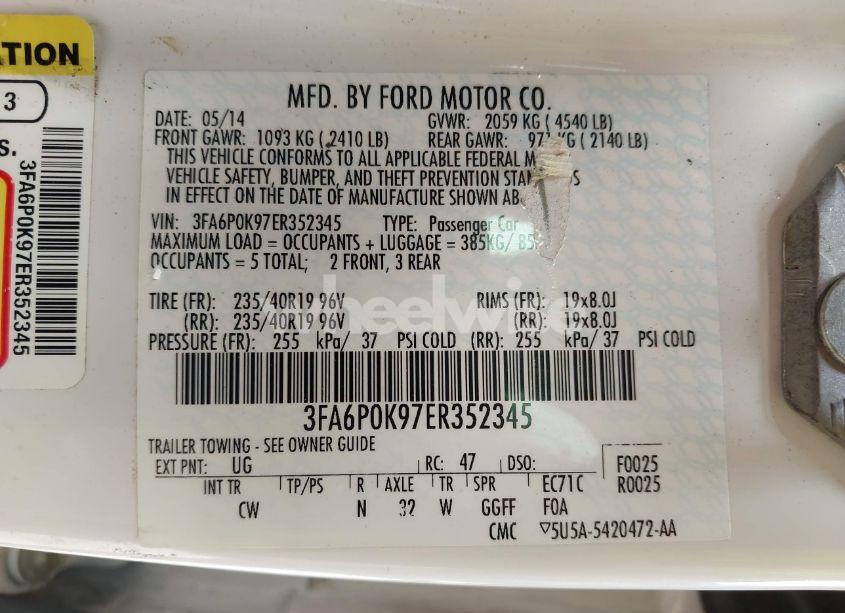 ATION
3
S.
3FA6P0K97ER352345
MFD. BY FORD MOTOR CO.
DATE: 05/14 GVWR: 2059 KG ( 4540 LB)
FRONT GAWR: 1093 KG ( 2410 LB) REAR GAWR: KG ( 2140 LB)
THIS VEHICLE CONFORMS TO ALL APPLICABLE FEDERAL
VEHICLE SAFETY, BUMPER, AND THEFT PREVENTION
IN EFFECT ON THE DATE OF MANUFACTURE SHOWN
VIN: 3FA6P0K97ER352345 TYPE: Passenger Car
MAXIMUM LOAD = OCCUPANTS + LUGGAGE = 385KG/
OCCUPANTS = 5 TOTAL; 2 FRONT, 3 REAR
TIRE (FR): 235/40R19 96V RIMS (FR): 19x8.0J
(RR): 235/40R19 96V (RR): 19x8.0J
PRESSURE (FR): 255 kPa/ 37 PSI COLD (RR): 255 kPa/ 37 PSI COLD
3FA6P0K97ER352345
TRAILER TOWING - SEE OWNER GUIDE
EXT PNT: UG RC: 47 DSO: F0025
INT TR TP/PS R AXLE TR SPR EC71C R0025
CW N 32 W GGFF FOA
CMC ▽5U5A-5420472-AA